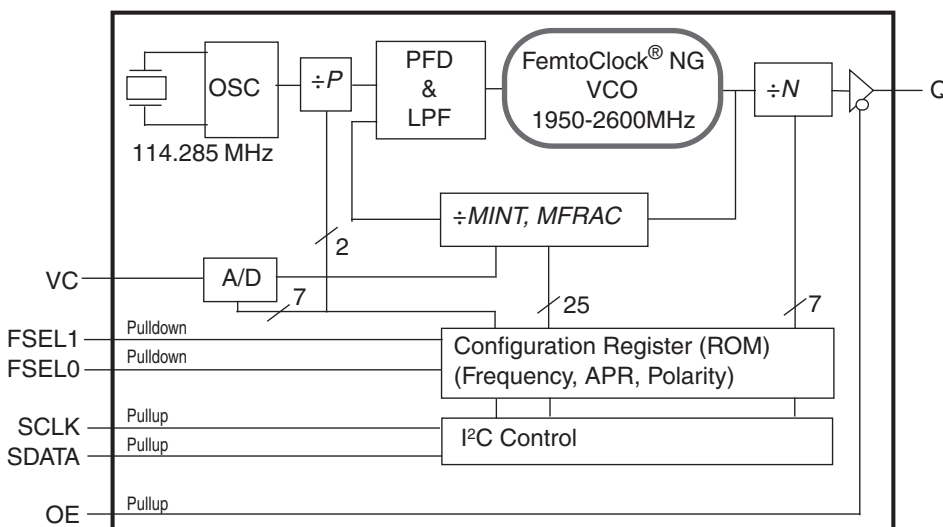 OSC
114.285 MHz
÷P
PFD
&
LPF
FemtoClock® NG
VCO
1950-2600MHz
÷N
Q
÷MINT, MFRAC
2
VC
A/D
7
25
7
FSEL1
Pulldown
FSEL0
Pulldown
Configuration Register (ROM)
(Frequency, APR, Polarity)
SCLK
Pullup
SDATA
Pullup
I²C Control
OE
Pullup